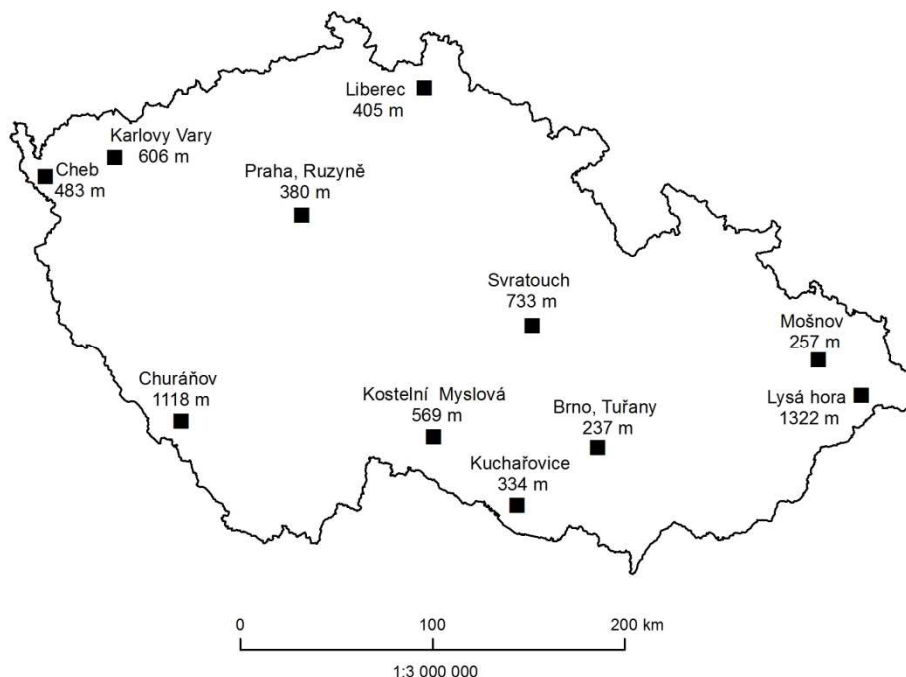 Liberec
405 m
Karlovy Vary
606 m
Cheb
483 m
Praha, Ruzyně
380 m
Svratouch
733 m
Mošnov
257 m
Churáňov
1118 m
Kostelní Myslová
569 m
Brno, Tuřany
237 m
Lysá hora
1322 m
Kuchařovice
334 m
0 100 200 km
1:3 000 000